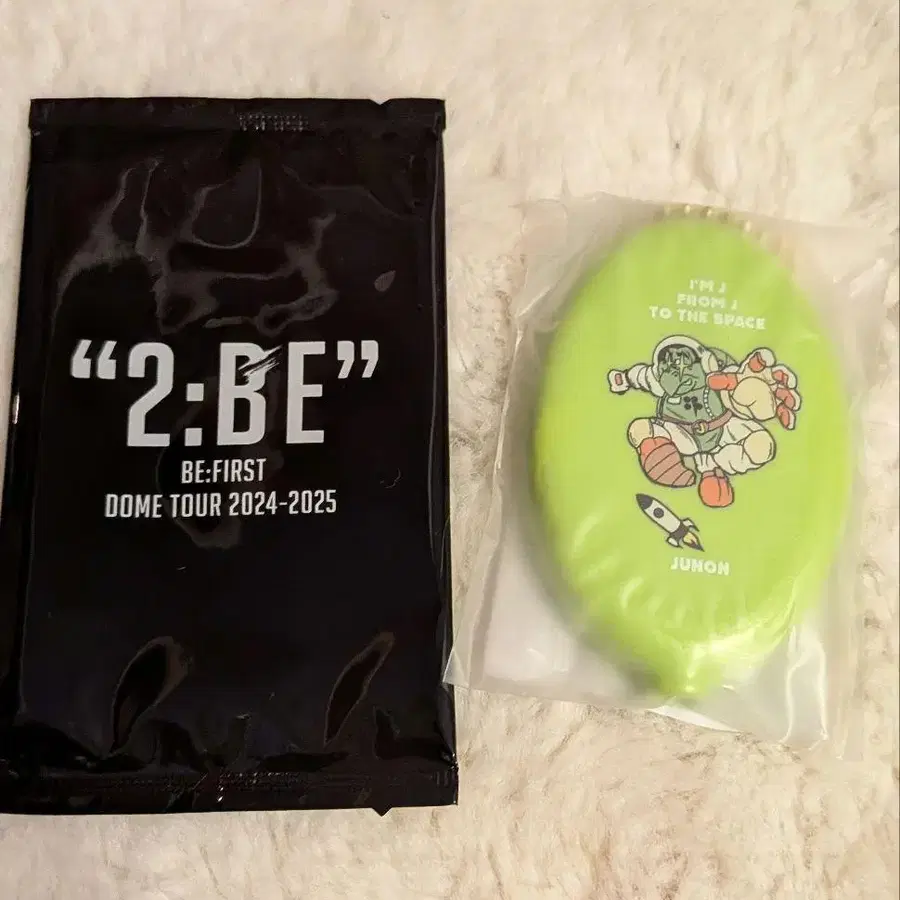 “2:BE”
BE:FIRST
DOME TOUR 2024-2025
I'M J
FROM J
TO THE SPACE
JUNON